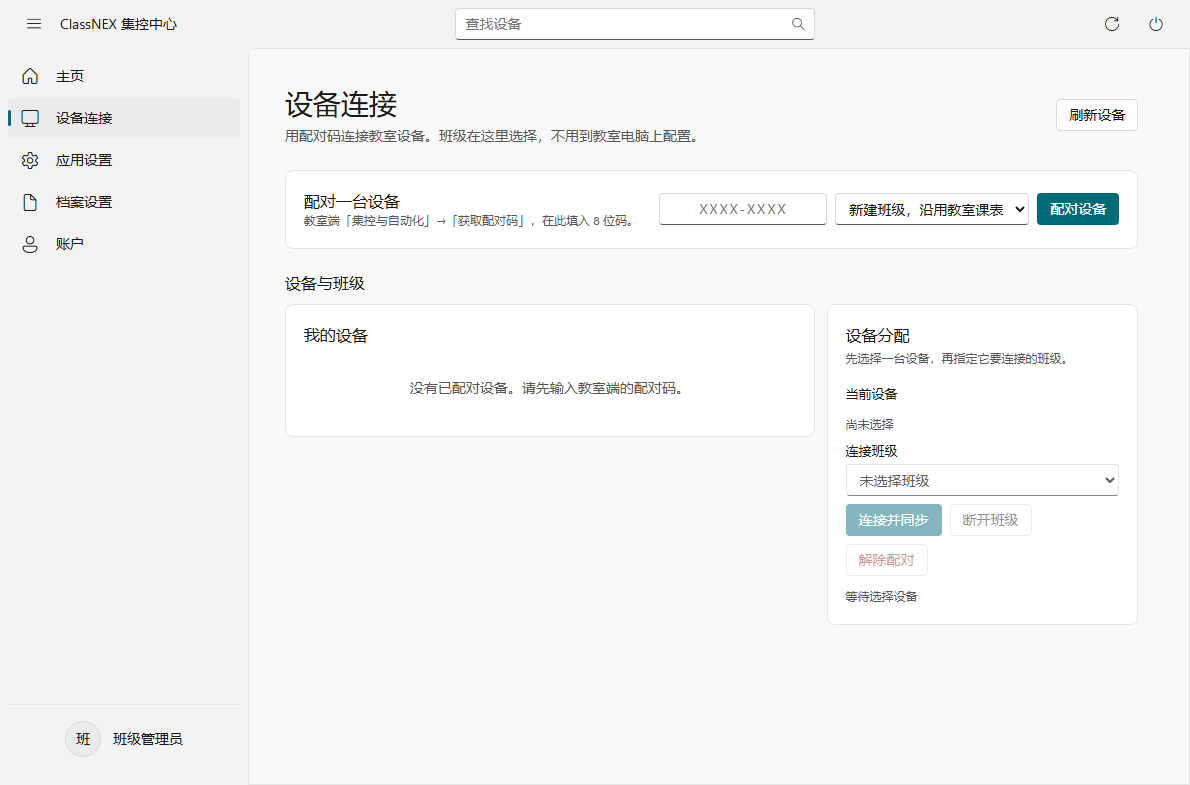 ClassNEX 集控中心
查找设备
主页
设备连接
应用设置
档案设置
账户
班
班级管理员
设备连接
用配对码连接教室设备。班级在这里选择，不用到教室电脑上配置。
刷新设备
配对一台设备
教室端「集控与自动化」→「获取配对码」，在此填入 8 位码。
XXXX-XXXX
新建班级，沿用教室课表
配对设备
设备与班级
我的设备
没有已配对设备。请先输入教室端的配对码。
设备分配
先选择一台设备，再指定它要连接的班级。
当前设备
尚未选择
连接班级
未选择班级
连接并同步
断开班级
解除配对
等待选择设备